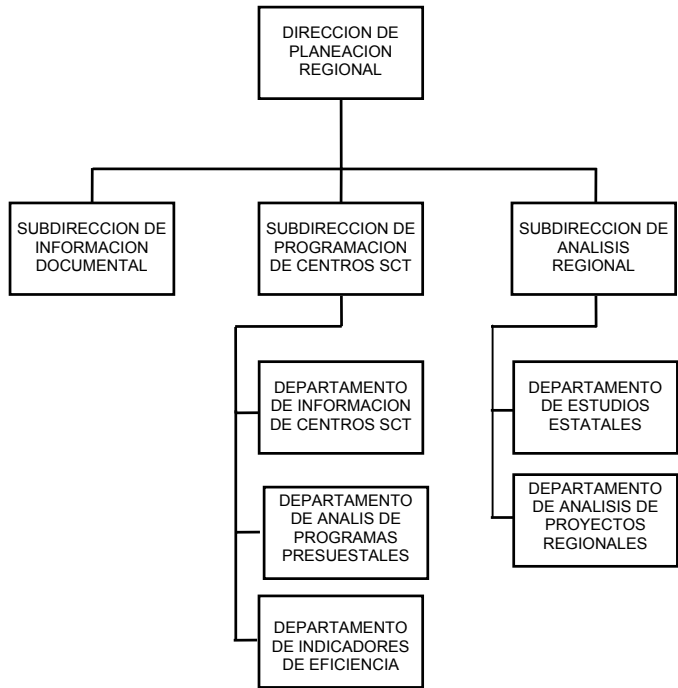 DIRECCION DE
PLANEACION
REGIONAL
SUBDIRECCION DE
INFORMACION
DOCUMENTAL
SUBDIRECCION DE
PROGRAMACION
DE CENTROS SCT
SUBDIRECCION DE
ANALISIS
REGIONAL
DEPARTAMENTO
DE INFORMACION
DE CENTROS SCT
DEPARTAMENTO
DE ANALIS DE
PROGRAMAS
PRESUESTALES
DEPARTAMENTO
DE INDICADORES
DE EFICIENCIA
DEPARTAMENTO
DE ESTUDIOS
ESTATALES
DEPARTAMENTO
DE ANALISIS DE
PROYECTOS
REGIONALES